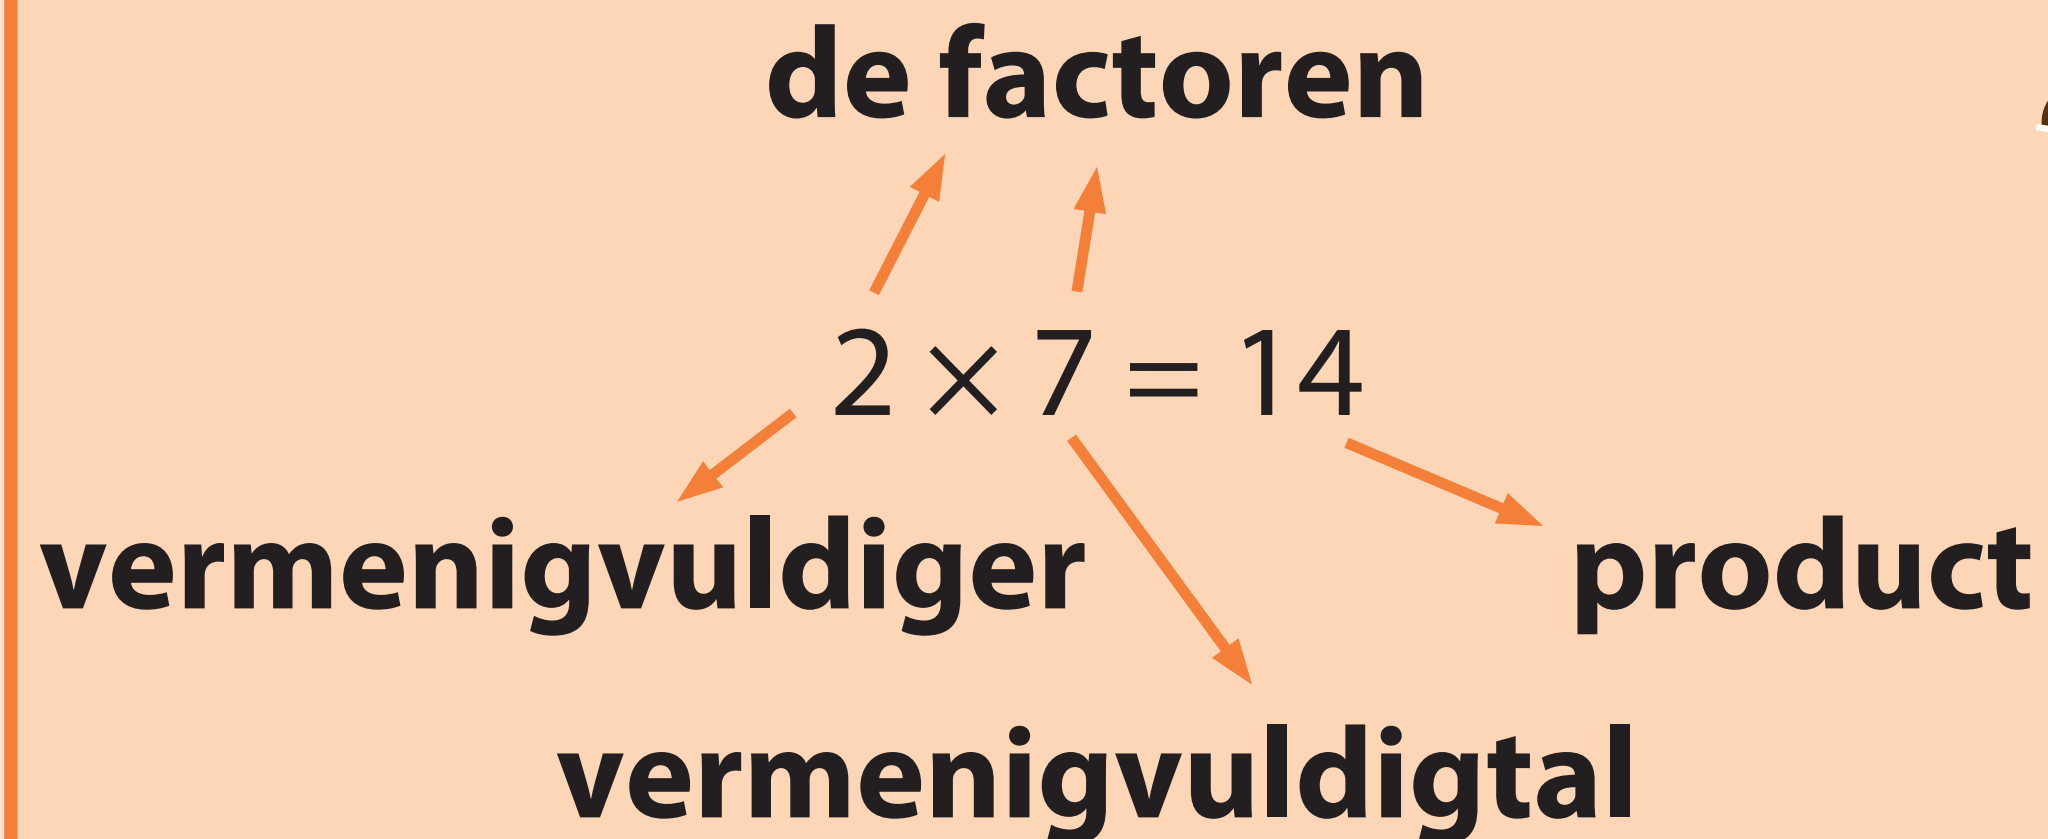 de factoren
2 × 7 = 14
vermenigvuldiger
product
vermenigvuldigtal